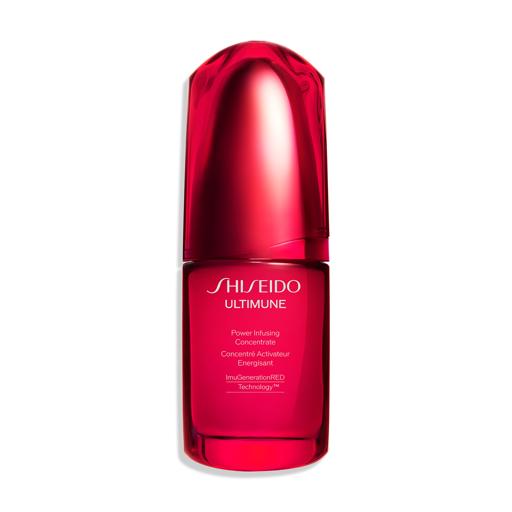 SHISEIDO
ULTIMUNE
Power Infusing
Concentrate
Concentré Activateur
Energisant
ImuGenerationRED
Technology™